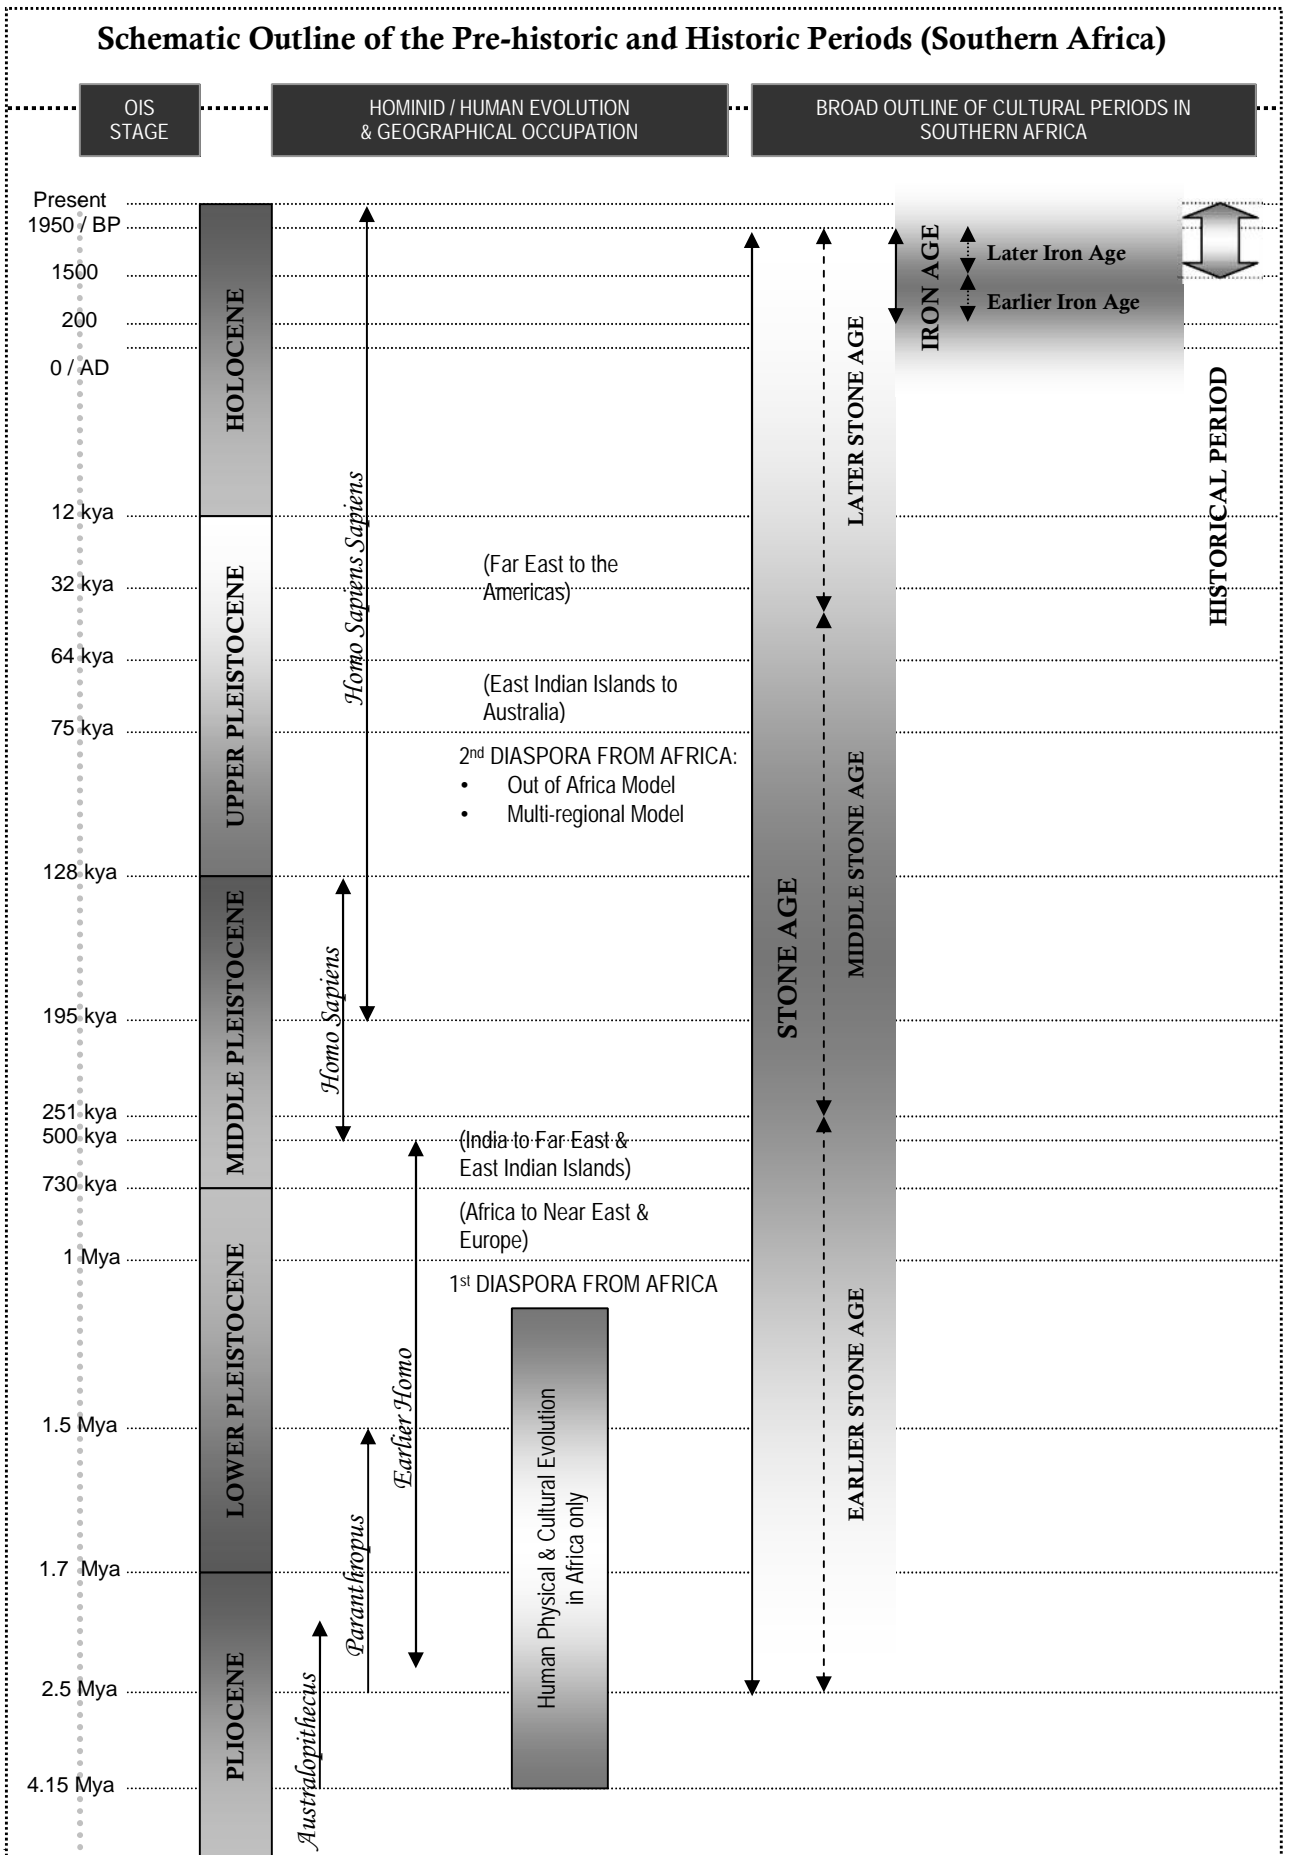 Schematic Outline of the Pre-historic and Historic Periods (Southern Africa)
OIS
STAGE
HOMINID / HUMAN EVOLUTION
& GEOGRAPHICAL OCCUPATION
BROAD OUTLINE OF CULTURAL PERIODS IN
SOUTHERN AFRICA
Present
1950 / BP
1500
200
0 / AD
12 kya
32 kya
64 kya
75 kya
128 kya
195 kya
251 kya
500 kya
730 kya
1 Mya
1.5 Mya
1.7 Mya
2.5 Mya
4.15 Mya
HOLOCENE
UPPER PLEISTOCENE
MIDDLE PLEISTOCENE
LOWER PLEISTOCENE
PLIOCENE
Homo Sapiens Sapiens
Homo Sapiens
Earlier Homo
Paranthropus
Australopithecus
(Far East to the
Americas)
(East Indian Islands to
Australia)
2nd DIASPORA FROM AFRICA:
• Out of Africa Model
• Multi-regional Model
(India to Far East &
East Indian Islands)
(Africa to Near East &
Europe)
1st DIASPORA FROM AFRICA
Human Physical & Cultural Evolution
in Africa only
STONE AGE
LATER STONE AGE
MIDDLE STONE AGE
EARLIER STONE AGE
IRON AGE
Later Iron Age
Earlier Iron Age
HISTORICAL PERIOD